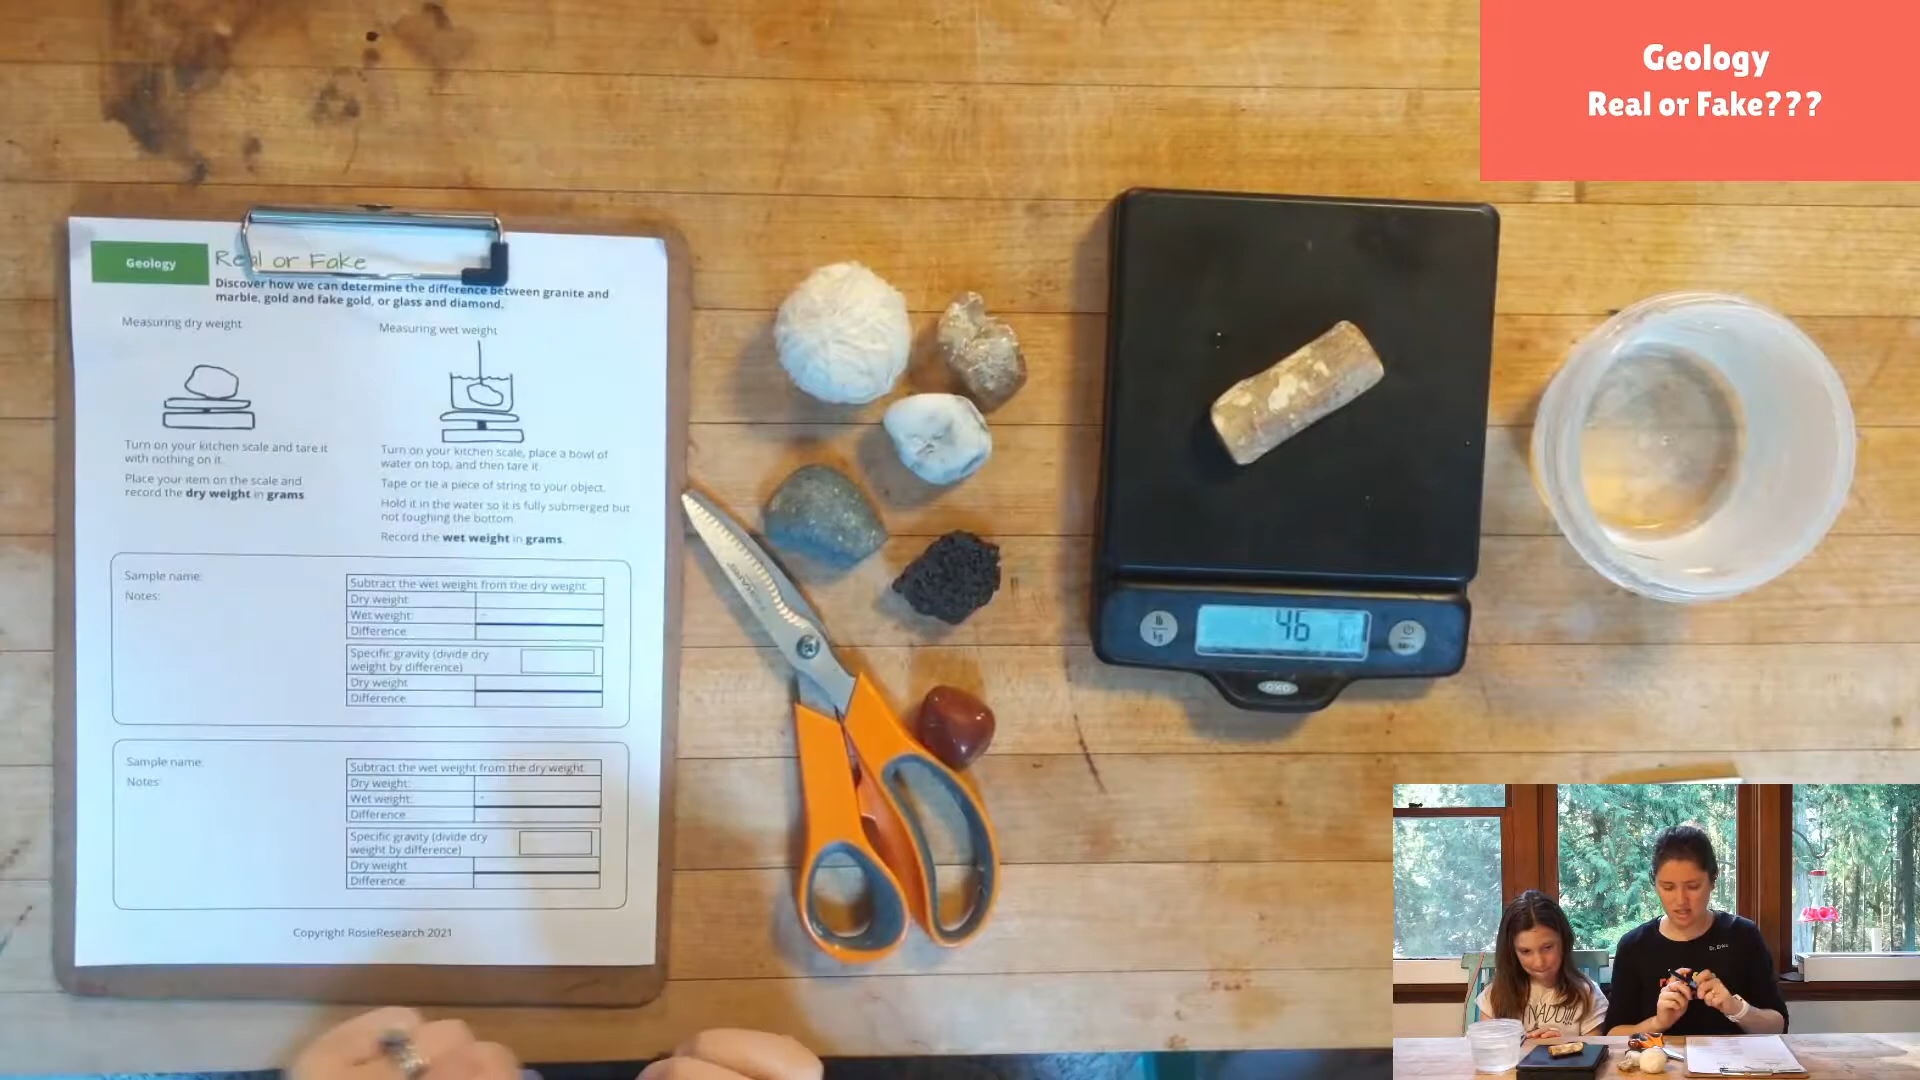 Geology
Real or Fake???
Geology
Real or Fake
Discover how we can determine the difference between granite and
marble, gold and fake gold, or glass and diamond.
Measuring dry weight
Turn on your kitchen scale and tare it
with nothing on it.
Place your item on the scale and
record the dry weight in grams.
Measuring wet weight
Turn on your kitchen scale, place a bowl of
water on top, and then tare it.
Tape or tie a piece of string to your object.
Hold it in the water so it is fully submerged but
not toughing the bottom.
Record the wet weight in grams.
Sample name:
Notes:
Subtract the wet weight from the dry weight.
Dry weight:
Wet weight: -
Difference
Specific gravity (divide dry
weight by difference)
Dry weight
Difference
Sample name:
Notes:
Subtract the wet weight from the dry weight.
Dry weight:
Wet weight: -
Difference
Specific gravity (divide dry
weight by difference)
Dry weight
Difference
Copyright RosieResearch 2021
46
lb
kg
OXO